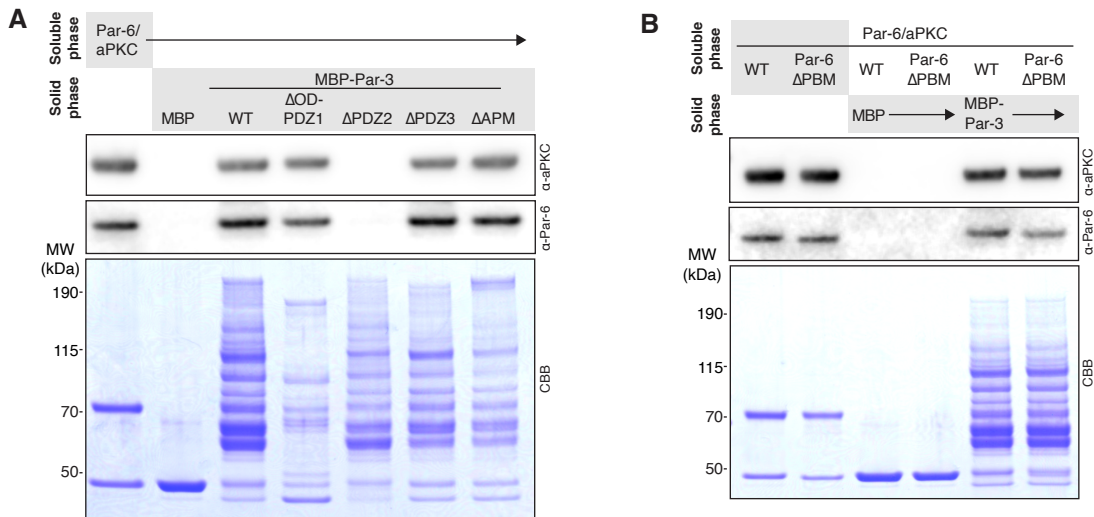 A
Soluble phase
Par-6/
aPKC
Solid phase
MBP-Par-3
MBP
WT
ΔOD-
PDZ1
ΔPDZ2
ΔPDZ3
ΔAPM
α-aPKC
α-Par-6
MW
(kDa)
190-
115-
70-
50-
CBB
B
Soluble phase
Par-6/aPKC
WT
Par-6
ΔPBM
WT
Par-6
ΔPBM
WT
Par-6
ΔPBM
Solid phase
MBP
MBP-
Par-3
α-aPKC
α-Par-6
MW
(kDa)
190-
115-
70-
50-
CBB